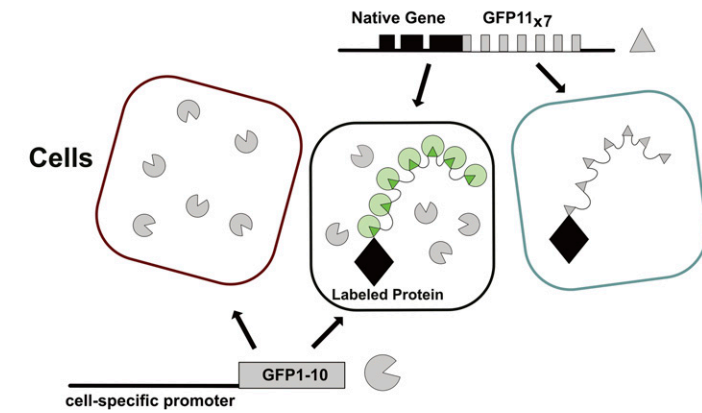 Native Gene GFP11x7
Cells
Labeled Protein
GFP1-10
cell-specific promoter